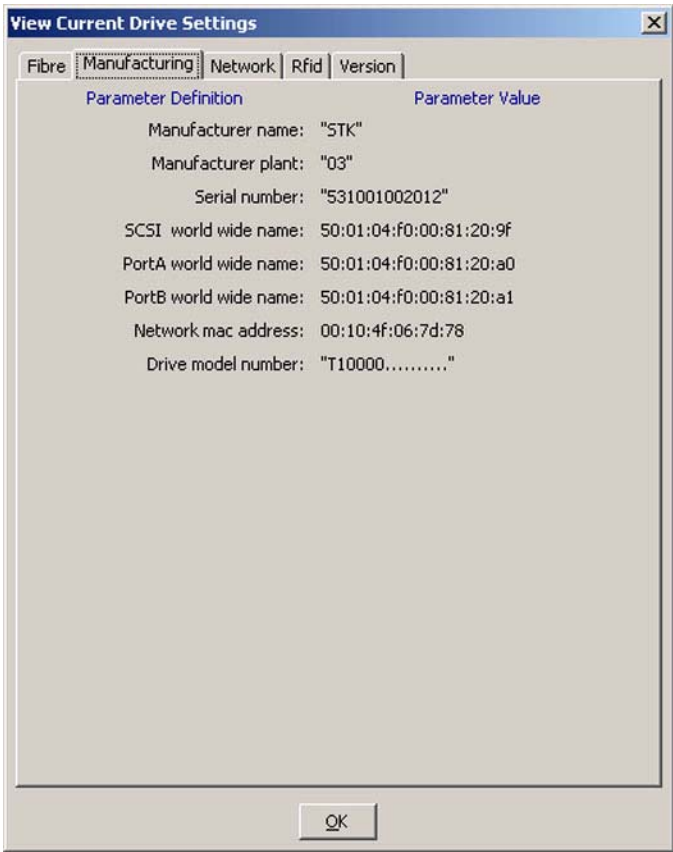 View Current Drive Settings
Fibre Manufacturing Network Rfid Version
Parameter Definition Parameter Value
Manufacturer name: "STK"
Manufacturer plant: "03"
Serial number: "531001002012"
SCSI world wide name: 50:01:04:f0:00:81:20:9f
PortA world wide name: 50:01:04:f0:00:81:20:a0
PortB world wide name: 50:01:04:f0:00:81:20:a1
Network mac address: 00:10:4f:06:7d:78
Drive model number: "T10000.........."
OK